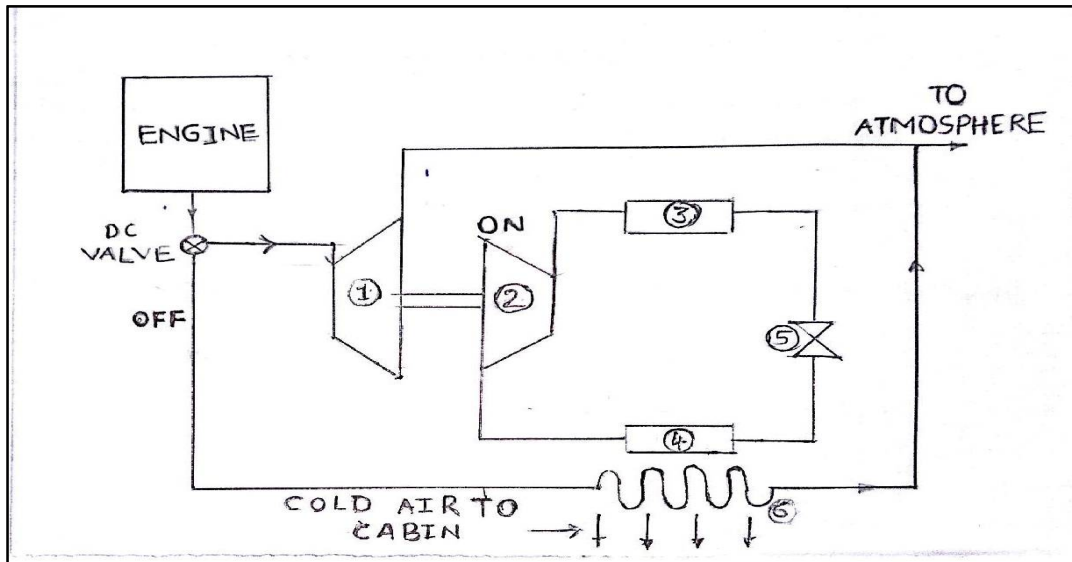 TO
ATMOSPHERE
ENGINE
DC
VALVE
ON
OFF
1
2
3
4
5
6
COLD AIR TO
CABIN